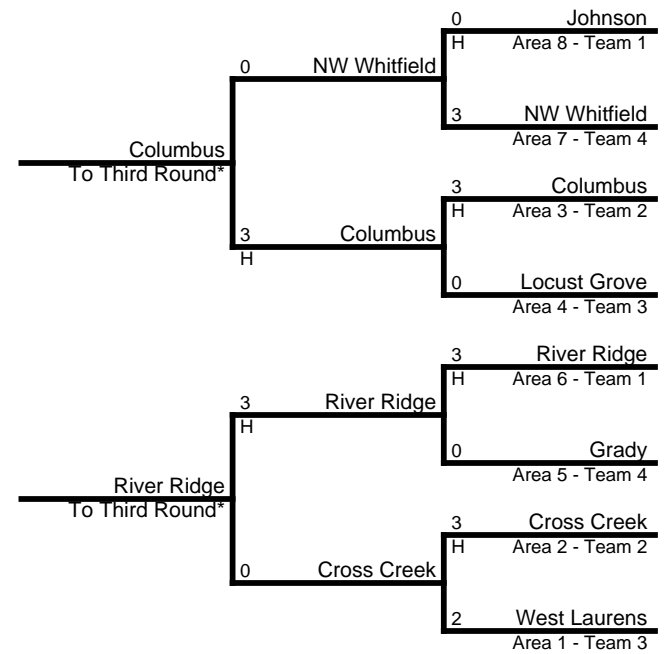 0 Johnson
H Area 8 - Team 1
0 NW Whitfield
3 NW Whitfield
Area 7 - Team 4
Columbus
To Third Round*
3 Columbus
H Area 3 - Team 2
3 Columbus
H
0 Locust Grove
Area 4 - Team 3
3 River Ridge
H Area 6 - Team 1
3 River Ridge
H
0 Grady
Area 5 - Team 4
River Ridge
To Third Round*
3 Cross Creek
H Area 2 - Team 2
0 Cross Creek
2 West Laurens
Area 1 - Team 3